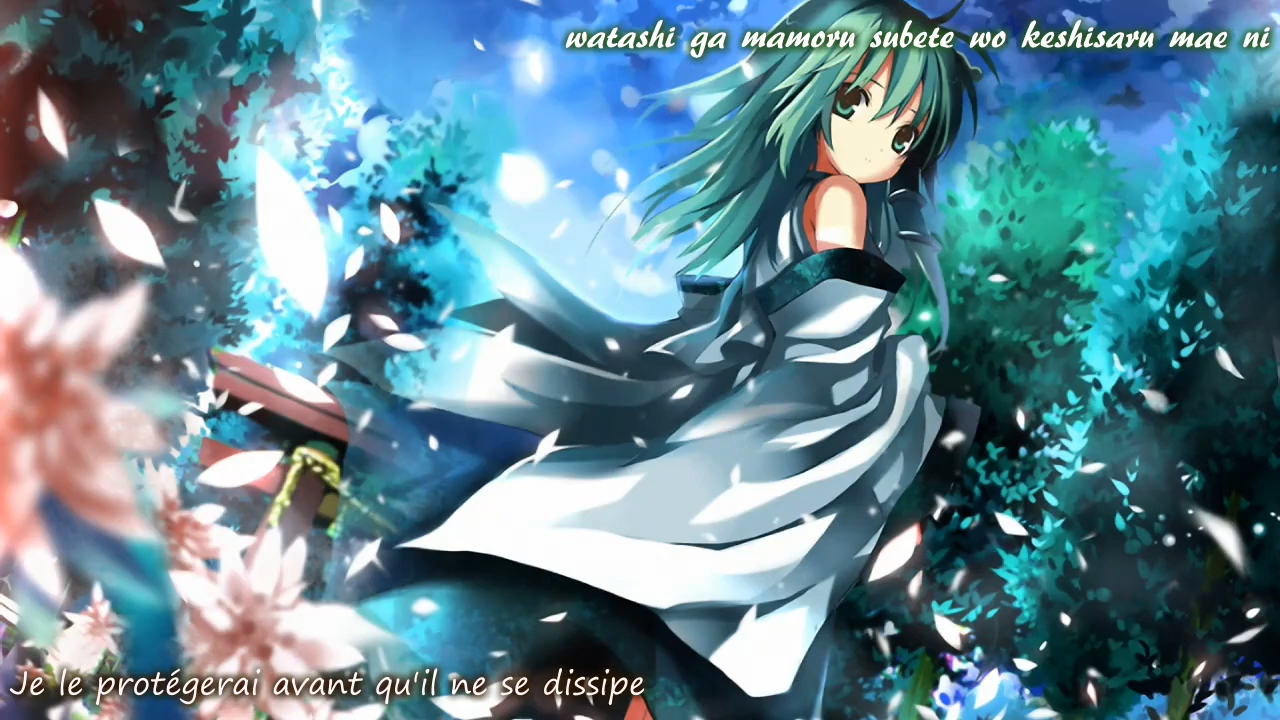 watashi ga mamoru subete wo keshisaru mae ni
Je le protégerai avant qu'il ne se dissipe